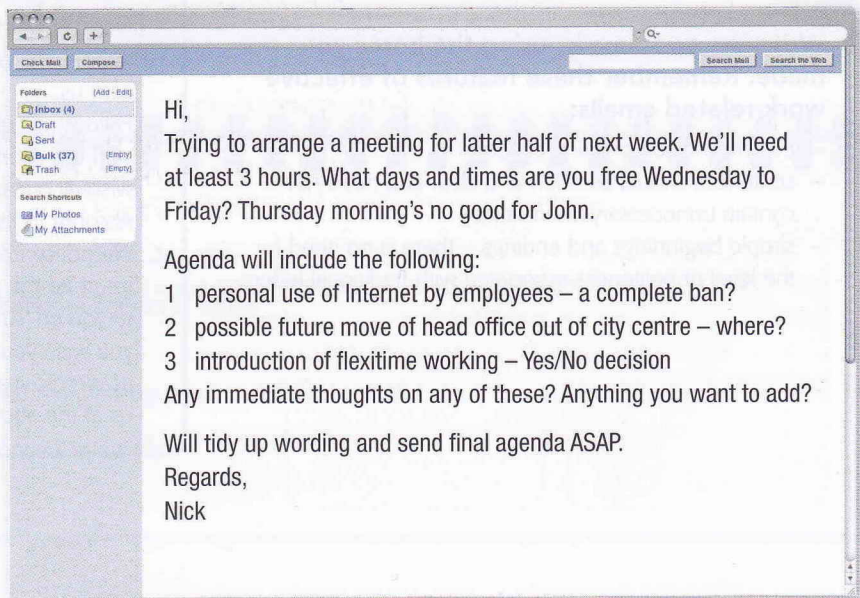 Check Mail Compose Search Mail Search the Web
Folders [Add - Edit]
Inbox (4)
Draft
Sent
Bulk (37) [Empty]
Trash [Empty]
Search Shortcuts
My Photos
My Attachments
Hi,
Trying to arrange a meeting for latter half of next week. We'll need
at least 3 hours. What days and times are you free Wednesday to
Friday? Thursday morning's no good for John.
Agenda will include the following:
1 personal use of Internet by employees – a complete ban?
2 possible future move of head office out of city centre – where?
3 introduction of flexitime working – Yes/No decision
Any immediate thoughts on any of these? Anything you want to add?
Will tidy up wording and send final agenda ASAP.
Regards,
Nick